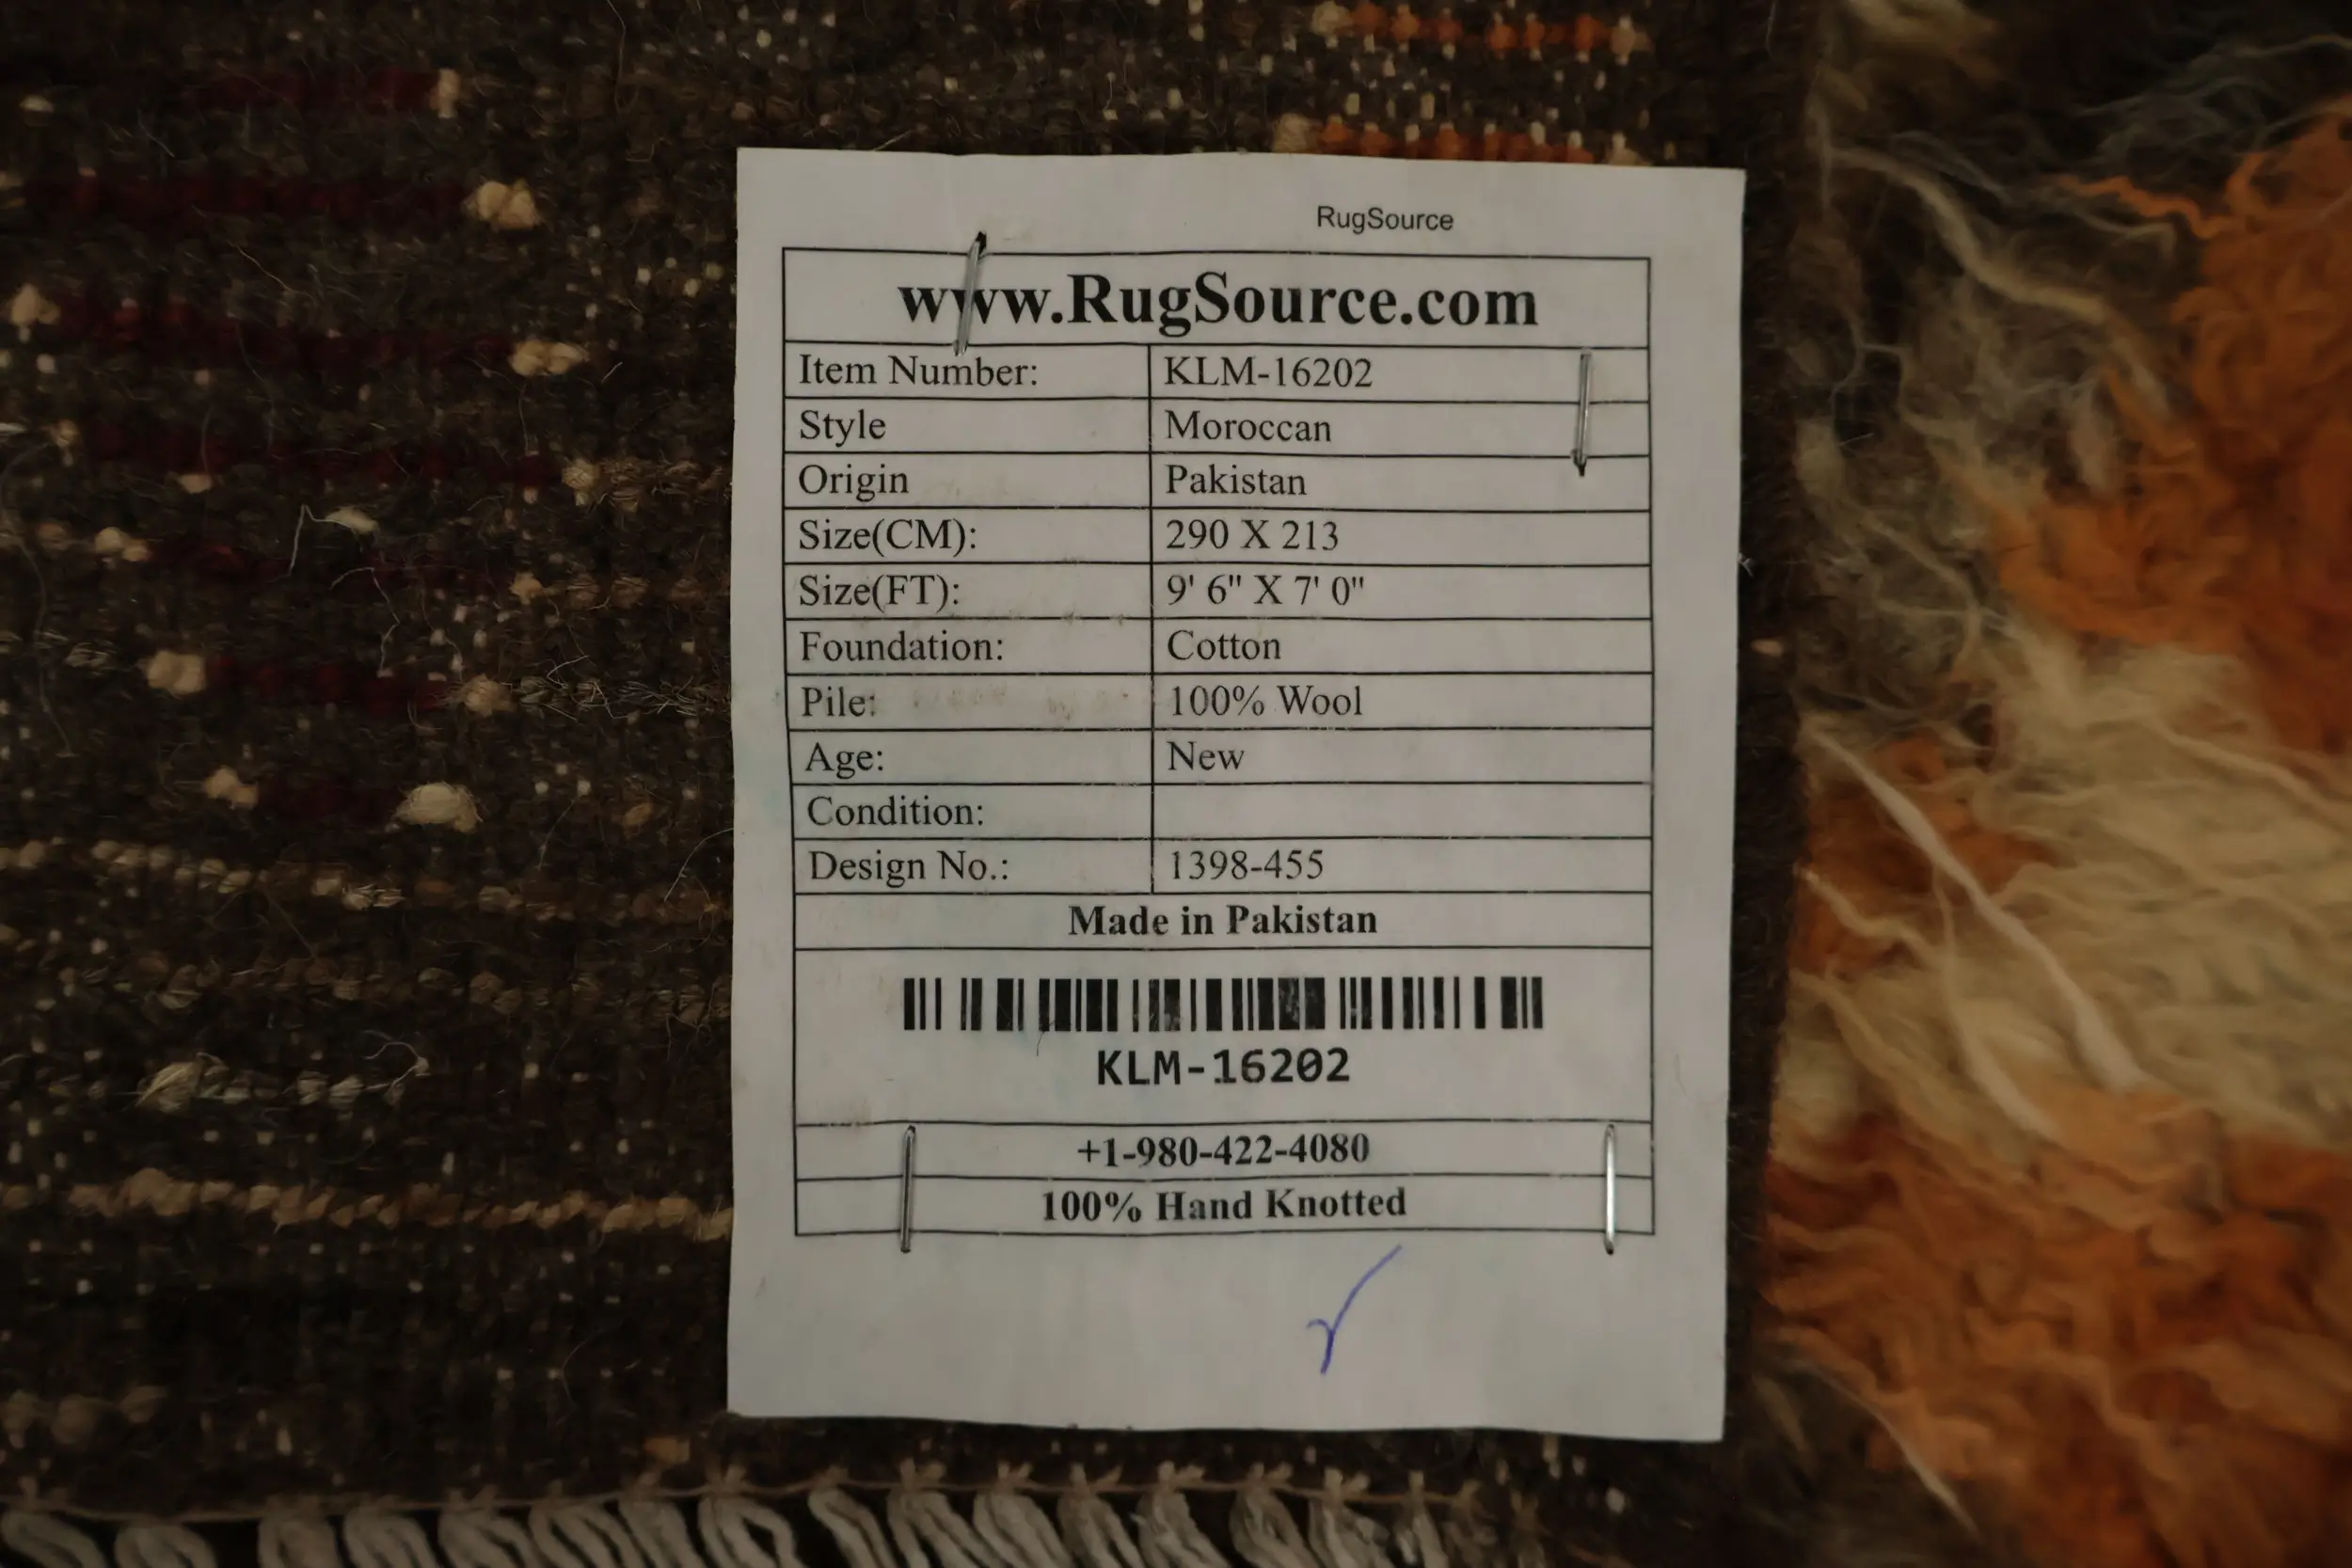 RugSource
www.RugSource.com
Item Number: KLM-16202
Style Moroccan
Origin Pakistan
Size(CM): 290 X 213
Size(FT): 9' 6" X 7' 0"
Foundation: Cotton
Pile: 100% Wool
Age: New
Condition:
Design No.: 1398-455
Made in Pakistan
KLM-16202
+1-980-422-4080
100% Hand Knotted